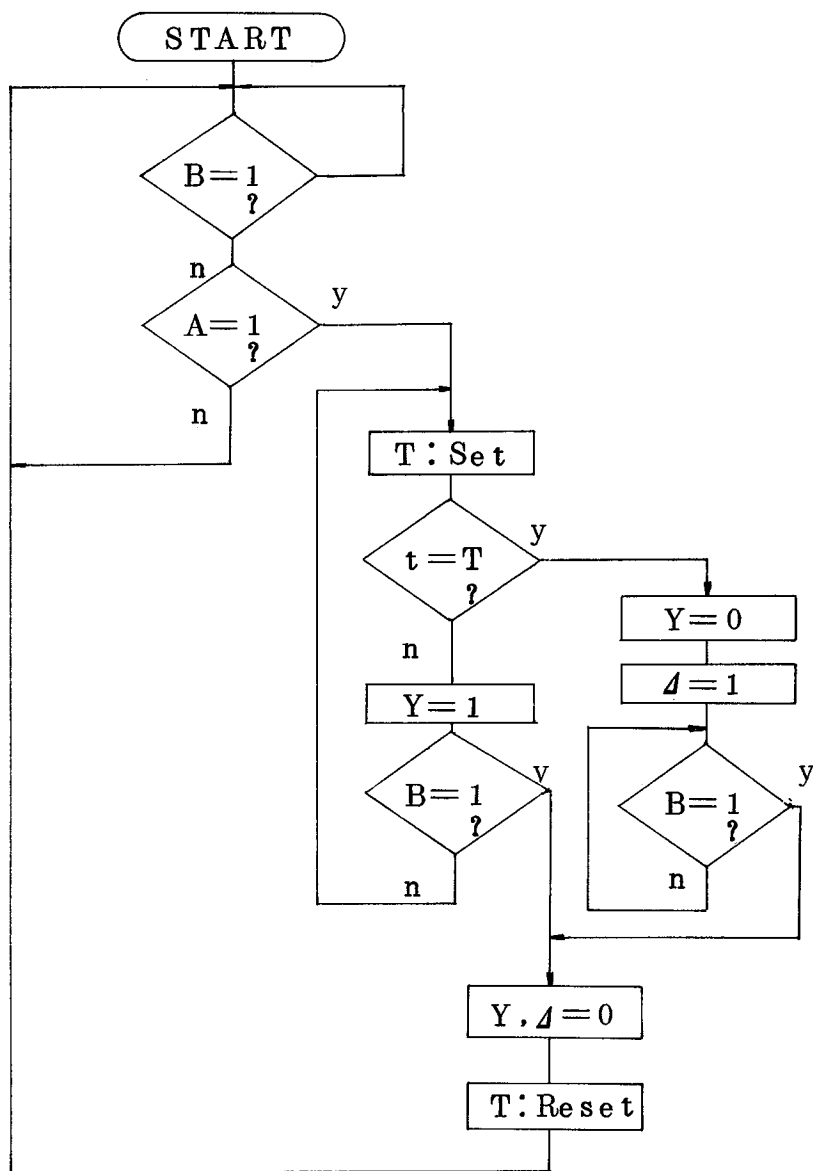 START
B=1
?
n
A=1
?
y
n
T:Set
t=T
?
y
n
Y=0
Δ=1
Y=1
B=1
?
y
n
B=1
?
y
n
Y,Δ=0
T:Reset